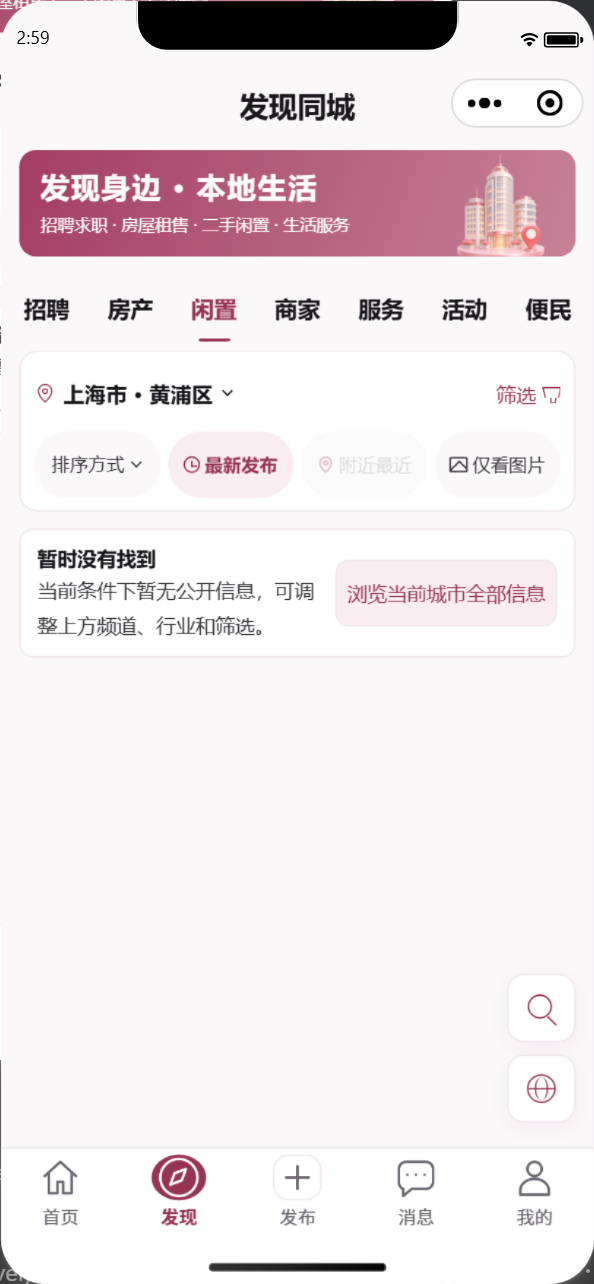 2:59
发现同城
发现身边·本地生活
招聘求职·房屋租售·二手闲置·生活服务
招聘 房产 闲置 商家 服务 活动 便民
上海市·黄浦区
筛选
排序方式 最新发布 附近最近 仅看图片
暂时没有找到
当前条件下暂无公开信息，可调
整上方频道、行业和筛选。
浏览当前城市全部信息
首页 发现 发布 消息 我的